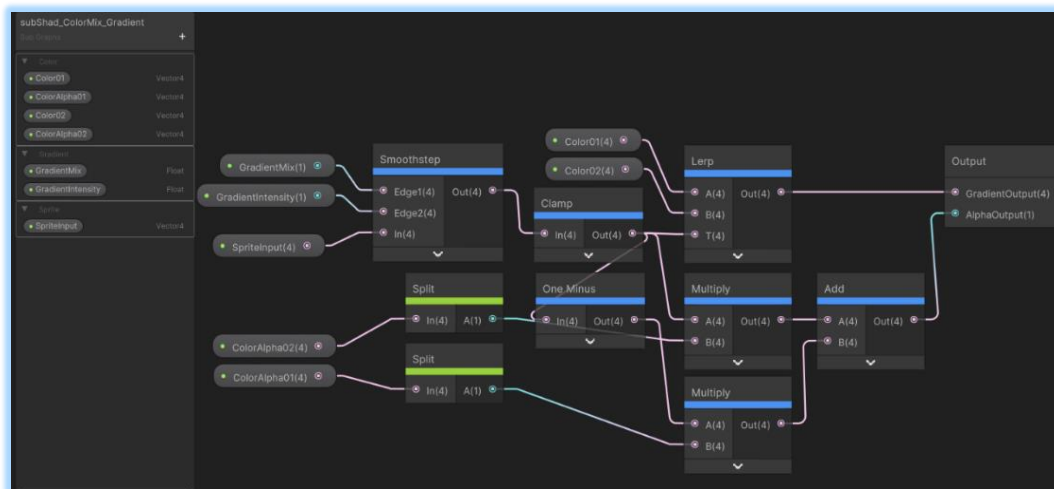 subShad_ColorMix_Gradient
Sub Graphs
+
Color
Color01 Vector4
ColorAlpha01 Vector4
Color02 Vector4
ColorAlpha02 Vector4
Gradient
GradientMix Float
GradientIntensity Float
Sprite
SpriteInput Vector4
GradientMix(1)
GradientIntensity(1)
SpriteInput(4)
Smoothstep
Edge1(4) Out(4)
Edge2(4)
In(4)
Color01(4)
Color02(4)
Clamp
In(4) Out(4)
Lerp
A(4) Out(4)
B(4)
T(4)
Output
GradientOutput(4)
AlphaOutput(1)
Split
In(4) A(1)
One Minus
In(4) Out(4)
Multiply
A(4) Out(4)
B(4)
Add
A(4) Out(4)
B(4)
ColorAlpha02(4)
ColorAlpha01(4)
Split
In(4) A(1)
Multiply
A(4) Out(4)
B(4)